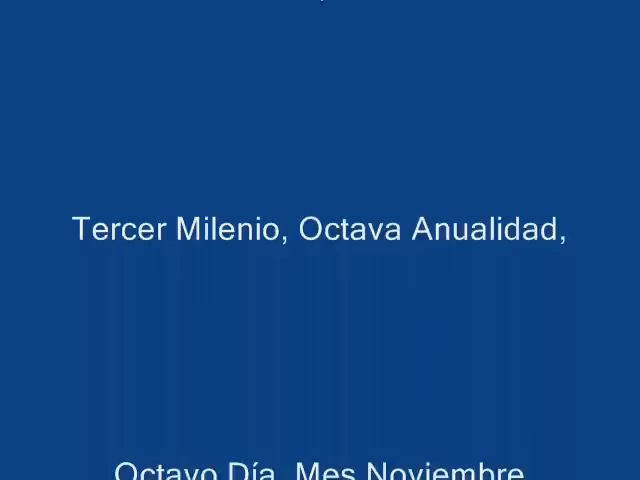 Tercer Milenio, Octava Anualidad,
Octavo Día, Mes Noviembre